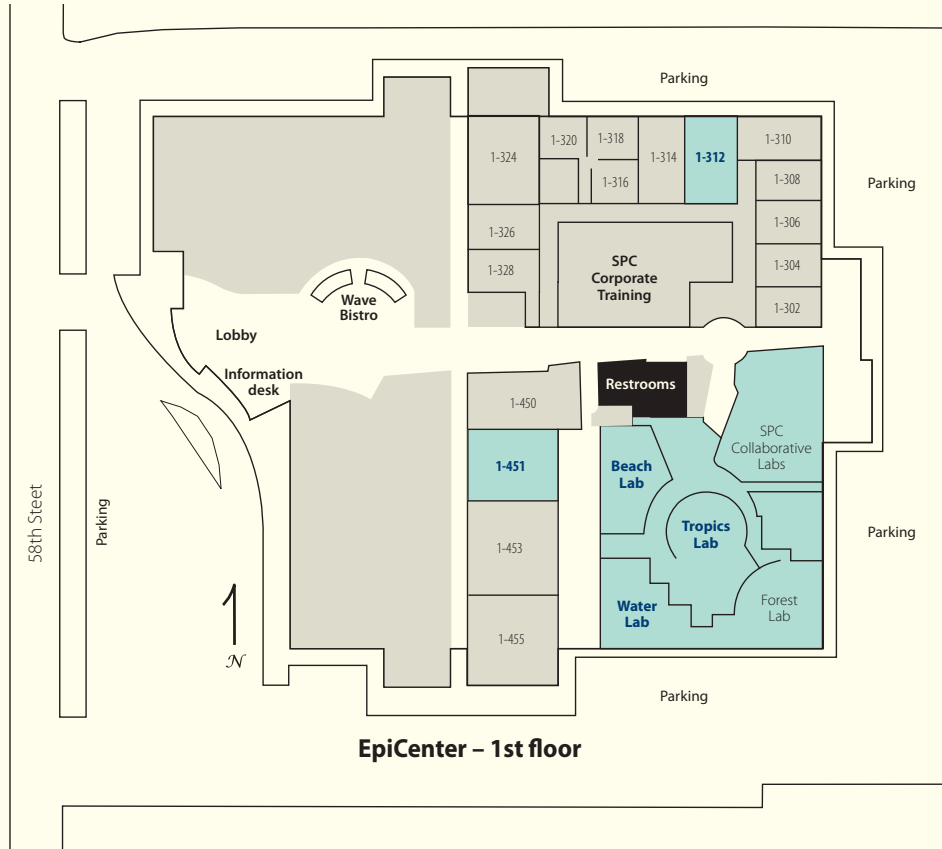 Parking
1-320
1-318
1-310
1-324
1-314
1-312
1-316
1-308
Parking
1-306
1-326
1-328
SPC
Corporate
Training
1-304
1-302
Wave
Bistro
Lobby
Information
desk
Restrooms
1-450
SPC
Collaborative
Labs
1-451
Beach
Lab
Tropics
Lab
1-453
Parking
58th Steet
Parking
Water
Lab
Forest
Lab
1-455
N
Parking
EpiCenter – 1st floor